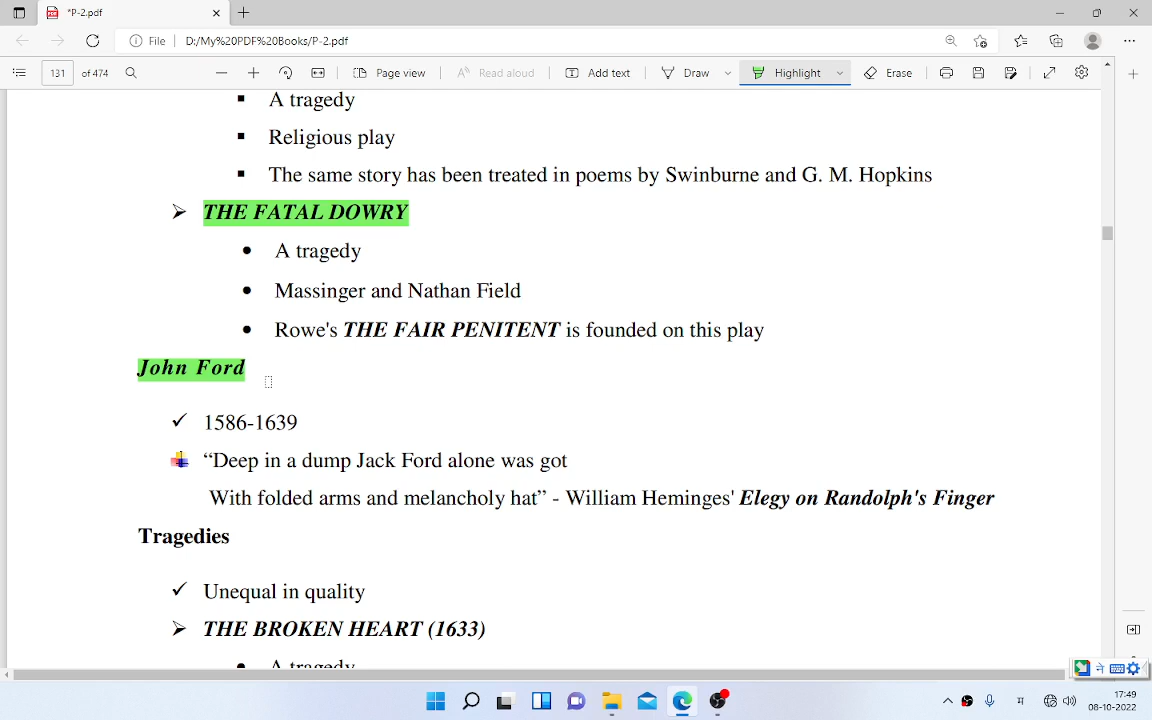 *P-2.pdf
File
D:/My%20PDF%20Books/P-2.pdf
131 of 474
Page view
Read aloud
Add text
Draw
Highlight
Erase
A tragedy
Religious play
The same story has been treated in poems by Swinburne and G. M. Hopkins
THE FATAL DOWRY
A tragedy
Massinger and Nathan Field
Rowe's THE FAIR PENITENT is founded on this play
John Ford
1586-1639
“Deep in a dump Jack Ford alone was got
With folded arms and melancholy hat” - William Heminges' Elegy on Randolph's Finger
Tragedies
Unequal in quality
THE BROKEN HEART (1633)
A tragedy
ने
म
17:49
08-10-2022